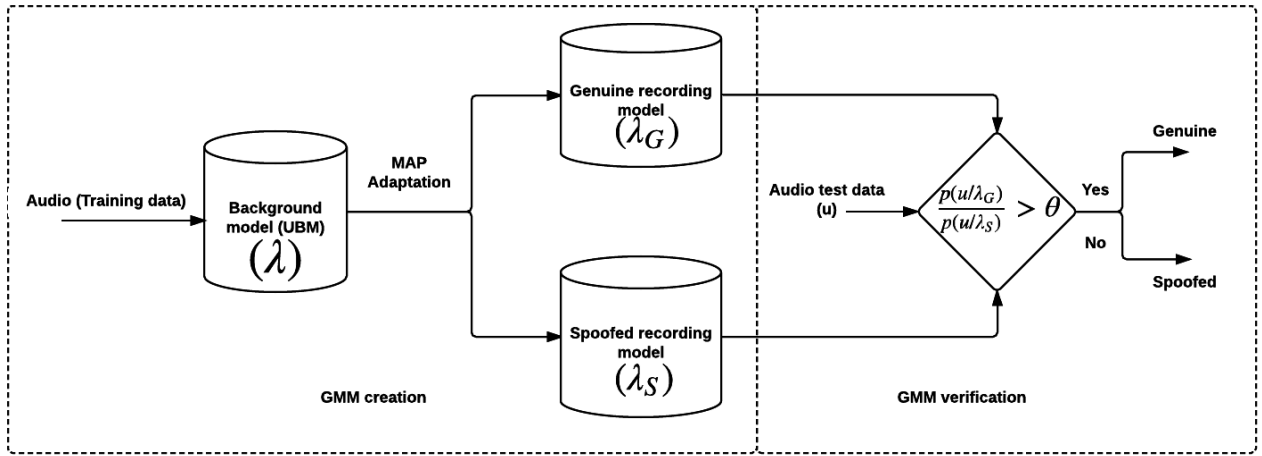 Audio (Training data)
Background
model (UBM)
(λ)
MAP
Adaptation
Genuine recording
model
(λ_G)
Spoofed recording
model
(λ_S)
GMM creation
Audio test data
(u)
p(u/λ_G)
p(u/λ_S)
> θ
Yes
No
Genuine
Spoofed
GMM verification